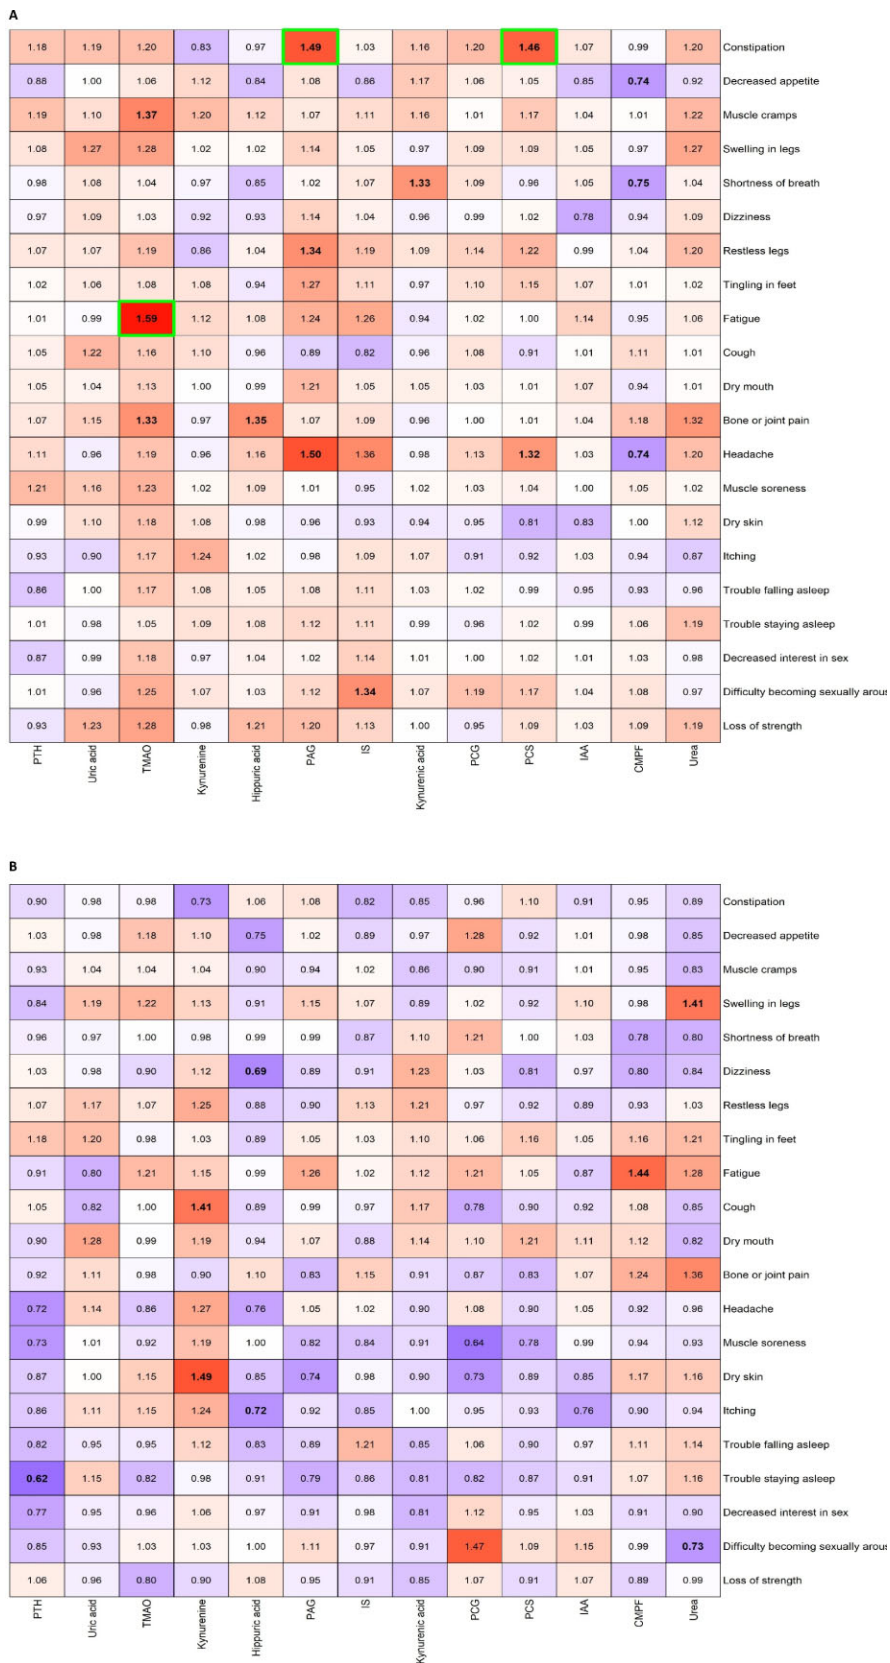 A
1.18 1.19 1.20 0.83 0.97 1.49 1.03 1.16 1.20 1.46 1.07 0.99 1.20 Constipation
0.88 1.00 1.06 1.12 0.84 1.08 0.86 1.17 1.06 1.05 0.85 0.74 0.92 Decreased appetite
1.19 1.10 1.37 1.20 1.12 1.07 1.11 1.16 1.01 1.17 1.04 1.01 1.22 Muscle cramps
1.08 1.27 1.28 1.02 1.02 1.14 1.05 0.97 1.09 1.09 1.05 0.97 1.27 Swelling in legs
0.98 1.08 1.04 0.97 0.85 1.02 1.07 1.33 1.09 0.96 1.05 0.75 1.04 Shortness of breath
0.97 1.09 1.03 0.92 0.93 1.14 1.04 0.96 0.99 1.02 0.78 0.94 1.09 Dizziness
1.07 1.07 1.19 0.86 1.04 1.34 1.19 1.09 1.14 1.22 0.99 1.04 1.20 Restless legs
1.02 1.06 1.08 1.08 0.94 1.27 1.11 0.97 1.10 1.15 1.07 1.01 1.02 Tingling in feet
1.01 0.99 1.59 1.12 1.08 1.24 1.26 0.94 1.02 1.00 1.14 0.95 1.06 Fatigue
1.05 1.22 1.16 1.10 0.96 0.89 0.82 0.96 1.08 0.91 1.01 1.11 1.01 Cough
1.05 1.04 1.13 1.00 0.99 1.21 1.05 1.05 1.03 1.01 1.07 0.94 1.01 Dry mouth
1.07 1.15 1.33 0.97 1.35 1.07 1.09 0.96 1.00 1.01 1.04 1.18 1.32 Bone or joint pain
1.11 0.96 1.19 0.96 1.16 1.50 1.36 0.98 1.13 1.32 1.03 0.74 1.20 Headache
1.21 1.16 1.23 1.02 1.09 1.01 0.95 1.02 1.03 1.04 1.00 1.05 1.02 Muscle soreness
0.99 1.10 1.18 1.08 0.98 0.96 0.93 0.94 0.95 0.81 0.83 1.00 1.12 Dry skin
0.93 0.90 1.17 1.24 1.02 0.98 1.09 1.07 0.91 0.92 1.03 0.94 0.87 Itching
0.86 1.00 1.17 1.08 1.05 1.08 1.11 1.03 1.02 0.99 0.95 0.93 0.96 Trouble falling asleep
1.01 0.98 1.05 1.09 1.08 1.12 1.11 0.99 0.96 1.02 0.99 1.06 1.19 Trouble staying asleep
0.87 0.99 1.18 0.97 1.04 1.02 1.14 1.01 1.00 1.02 1.01 1.03 0.98 Decreased interest in sex
1.01 0.96 1.25 1.07 1.03 1.12 1.34 1.07 1.19 1.17 1.04 1.08 0.97 Difficulty becoming sexually arous
0.93 1.23 1.28 0.98 1.21 1.20 1.13 1.00 0.95 1.09 1.03 1.09 1.19 Loss of strength
PTH Uric acid TMAO Kynurenine Hippuric acid PAG IS Kynurenic acid PCG PCS IAA CMPF Urea
B
0.90 0.98 0.98 0.73 1.06 1.08 0.82 0.85 0.96 1.10 0.91 0.95 0.89 Constipation
1.03 0.98 1.18 1.10 0.75 1.02 0.89 0.97 1.28 0.92 1.01 0.98 0.85 Decreased appetite
0.93 1.04 1.04 1.04 0.90 0.94 1.02 0.86 0.90 0.91 1.01 0.95 0.83 Muscle cramps
0.84 1.19 1.22 1.13 0.91 1.15 1.07 0.89 1.02 0.92 1.10 0.98 1.41 Swelling in legs
0.96 0.97 1.00 0.98 0.99 0.99 0.87 1.10 1.21 1.00 1.03 0.78 0.80 Shortness of breath
1.03 0.98 0.90 1.12 0.69 0.89 0.91 1.23 1.03 0.81 0.97 0.80 0.84 Dizziness
1.07 1.17 1.07 1.25 0.88 0.90 1.13 1.21 0.97 0.92 0.89 0.93 1.03 Restless legs
1.18 1.20 0.98 1.03 0.89 1.05 1.03 1.10 1.06 1.16 1.05 1.16 1.21 Tingling in feet
0.91 0.80 1.21 1.15 0.99 1.26 1.02 1.12 1.21 1.05 0.87 1.44 1.28 Fatigue
1.05 0.82 1.00 1.41 0.89 0.99 0.97 1.17 0.78 0.90 0.92 1.08 0.85 Cough
0.90 1.28 0.99 1.19 0.94 1.07 0.88 1.14 1.10 1.21 1.11 1.12 0.82 Dry mouth
0.92 1.11 0.98 0.90 1.10 0.83 1.15 0.91 0.87 0.83 1.07 1.24 1.36 Bone or joint pain
0.72 1.14 0.86 1.27 0.76 1.05 1.02 0.90 1.08 0.90 1.05 0.92 0.96 Headache
0.73 1.01 0.92 1.19 1.00 0.82 0.84 0.91 0.64 0.78 0.99 0.94 0.93 Muscle soreness
0.87 1.00 1.15 1.49 0.85 0.74 0.98 0.90 0.73 0.89 0.85 1.17 1.16 Dry skin
0.86 1.11 1.15 1.24 0.72 0.92 0.85 1.00 0.95 0.93 0.76 0.90 0.94 Itching
0.82 0.95 0.95 1.12 0.83 0.89 1.21 0.85 1.06 0.90 0.97 1.11 1.14 Trouble falling asleep
0.62 1.15 0.82 0.98 0.91 0.79 0.86 0.81 0.82 0.87 0.91 1.07 1.16 Trouble staying asleep
0.77 0.95 0.96 1.06 0.97 0.91 0.98 0.81 1.12 0.95 1.03 0.91 0.90 Decreased interest in sex
0.85 0.93 1.03 1.03 1.00 1.11 0.97 0.91 1.47 1.09 1.15 0.99 0.73 Difficulty becoming sexually arous
1.06 0.96 0.80 0.90 1.08 0.95 0.91 0.85 1.07 0.91 1.07 0.89 0.99 Loss of strength
PTH Uric acid TMAO Kynurenine Hippuric acid PAG IS Kynurenic acid PCG PCS IAA CMPF Urea